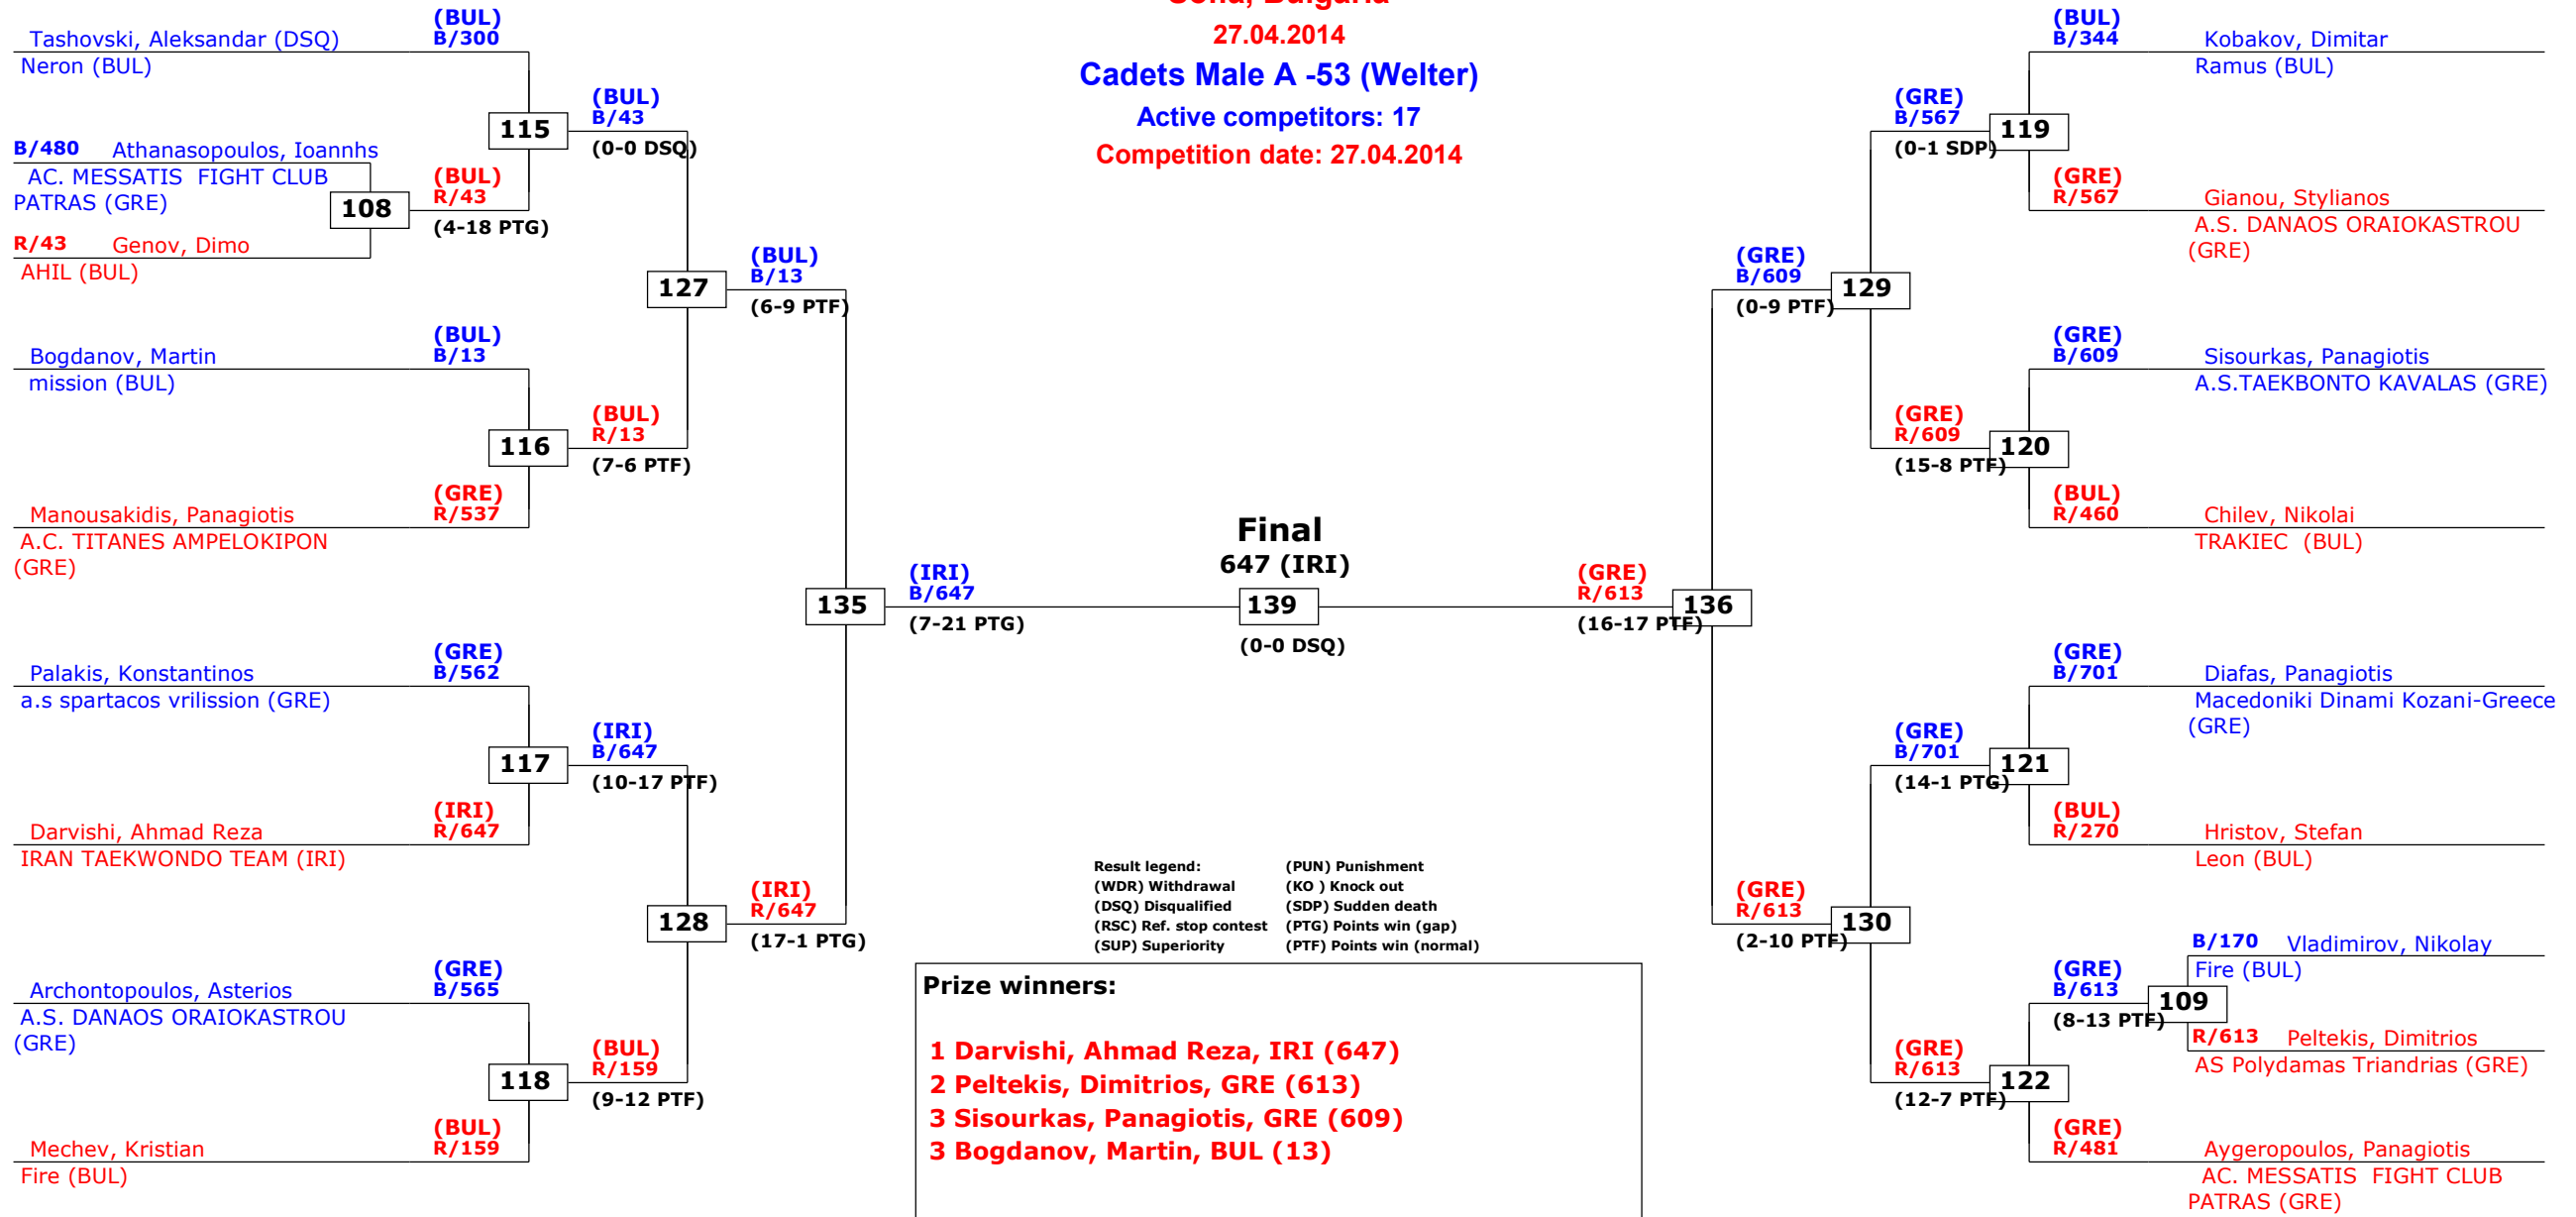 Sofia, Bulgaria
27.04.2014
Cadets Male A -53 (Welter)
Active competitors: 17
Competition date: 27.04.2014
Tashovski, Aleksandar (DSQ)
Neron (BUL)
(BUL)
B/300
B/480 Athanasopoulos, Ioannhs
AC. MESSATIS FIGHT CLUB
PATRAS (GRE)
R/43 Genov, Dimo
AHIL (BUL)
108
(BUL)
R/43
(4-18 PTG)
115
(BUL)
B/43
(0-0 DSQ)
Bogdanov, Martin
mission (BUL)
(BUL)
B/13
Manousakidis, Panagiotis
A.C. TITANES AMPELOKIPON
(GRE)
(GRE)
R/537
116
(BUL)
R/13
(7-6 PTF)
127
(BUL)
B/13
(6-9 PTF)
Palakis, Konstantinos
a.s spartacos vrilission (GRE)
(GRE)
B/562
Darvishi, Ahmad Reza
IRAN TAEKWONDO TEAM (IRI)
(IRI)
R/647
117
(IRI)
B/647
(10-17 PTF)
Archontopoulos, Asterios
A.S. DANAOS ORAIOKASTROU
(GRE)
(GRE)
B/565
Mechev, Kristian
Fire (BUL)
(BUL)
R/159
118
(BUL)
R/159
(9-12 PTF)
128
(IRI)
R/647
(17-1 PTG)
135
(IRI)
B/647
(7-21 PTG)
Final
647 (IRI)
139
(0-0 DSQ)
(GRE)
R/613
(16-17 PTF)
136
(GRE)
B/609
(0-9 PTF)
129
(GRE)
B/567
(0-1 SDP)
119
(BUL)
B/344
Kobakov, Dimitar
Ramus (BUL)
(GRE)
R/567
Gianou, Stylianos
A.S. DANAOS ORAIOKASTROU
(GRE)
(GRE)
R/609
(15-8 PTF)
120
(GRE)
B/609
Sisourkas, Panagiotis
A.S.TAEKBONTO KAVALAS (GRE)
(BUL)
R/460
Chilev, Nikolai
TRAKIEC (BUL)
(GRE)
R/613
(2-10 PTF)
130
(GRE)
B/701
(14-1 PTG)
121
(GRE)
B/701
Diafas, Panagiotis
Macedoniki Dinami Kozani-Greece
(GRE)
(BUL)
R/270
Hristov, Stefan
Leon (BUL)
(GRE)
R/613
(12-7 PTF)
122
(GRE)
B/613
(8-13 PTF)
109
B/170 Vladimirov, Nikolay
Fire (BUL)
R/613 Peltekis, Dimitrios
AS Polydamas Triandrias (GRE)
(GRE)
R/481
Aygeropoulos, Panagiotis
AC. MESSATIS FIGHT CLUB
PATRAS (GRE)
Result legend: (PUN) Punishment
(WDR) Withdrawal (KO ) Knock out
(DSQ) Disqualified (SDP) Sudden death
(RSC) Ref. stop contest (PTG) Points win (gap)
(SUP) Superiority (PTF) Points win (normal)
Prize winners:
1 Darvishi, Ahmad Reza, IRI (647)
2 Peltekis, Dimitrios, GRE (613)
3 Sisourkas, Panagiotis, GRE (609)
3 Bogdanov, Martin, BUL (13)